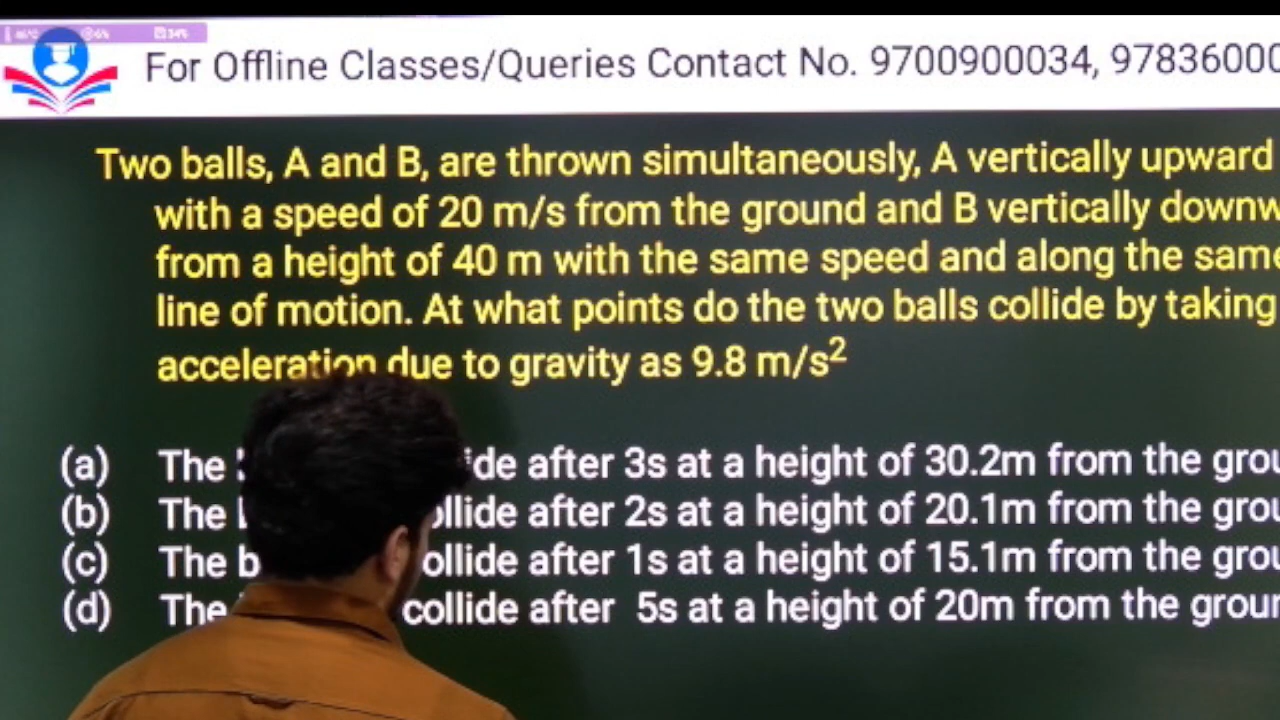 For Offline Classes/Queries Contact No. 9700900034, 97836000
Two balls, A and B, are thrown simultaneously, A vertically upward
with a speed of 20 m/s from the ground and B vertically downw
from a height of 40 m with the same speed and along the same
line of motion. At what points do the two balls collide by taking
acceleration due to gravity as 9.8 m/s²
(a) The ide after 3s at a height of 30.2m from the grou
(b) The ollide after 2s at a height of 20.1m from the grou
(c) The b ollide after 1s at a height of 15.1m from the grou
(d) The collide after 5s at a height of 20m from the groun